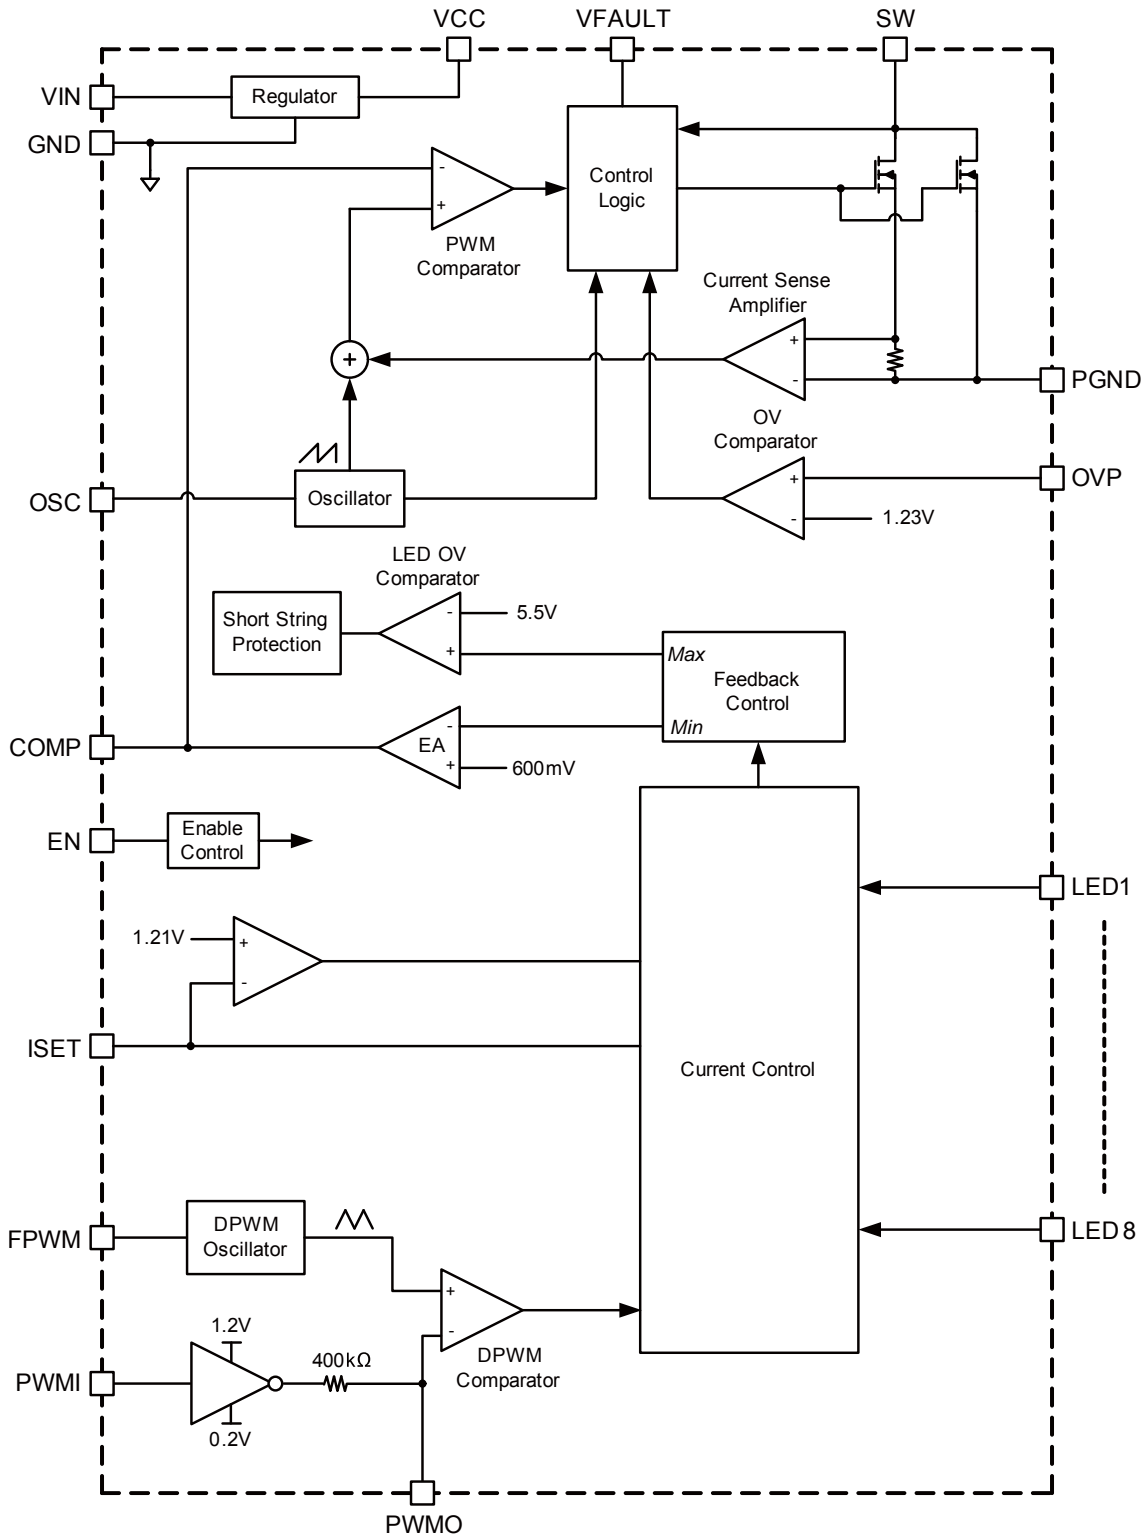 VCC
VFAULT
SW
VIN
Regulator
GND
Control
Logic
-
+
PWM
Comparator
Current Sense
Amplifier
+
-
+
PGND
OV
Comparator
OSC
Oscillator
+
-
1.23V
OVP
LED OV
Comparator
Short String
Protection
-
+
5.5V
Max
Feedback
Control
Min
COMP
EA
-
+
600mV
EN
Enable
Control
LED1
1.21V
+
-
ISET
Current Control
FPWM
DPWM
Oscillator
LED8
+
-
1.2V
PWMI
400kΩ
DPWM
Comparator
0.2V
PWMO